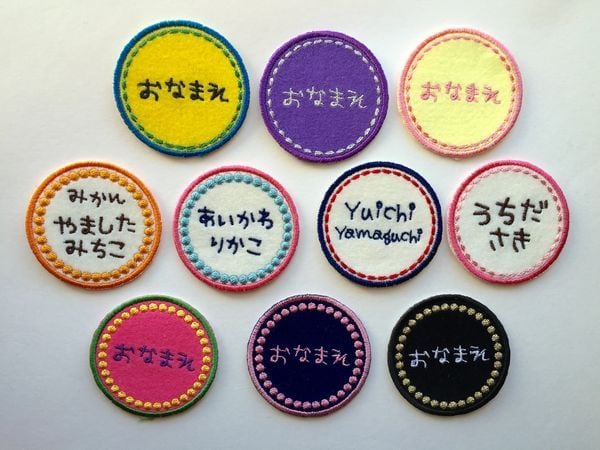 おなまえ
おなまえ
おなまえ
みかん
やました
みちこ
あいかわ
りかこ
Yuichi
Yamaguchi
うちだ
さき
おなまえ
おなまえ
おなまえ